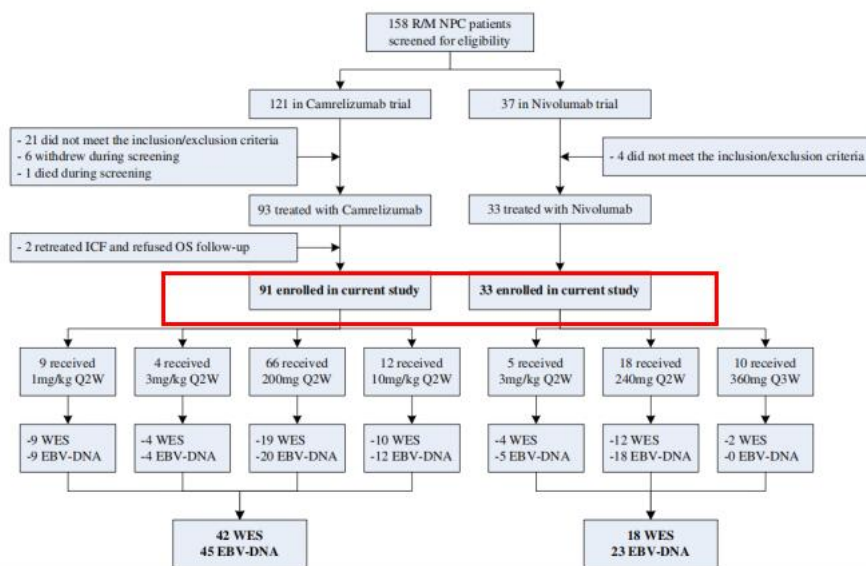 158 R/M NPC patients
screened for eligibility
121 in Camrelizumab trial
37 in Nivolumab trial
- 21 did not meet the inclusion/exclusion criteria
- 6 withdrew during screening
- 1 died during screening
- 4 did not meet the inclusion/exclusion criteria
93 treated with Camrelizumab
33 treated with Nivolumab
- 2 retreated ICF and refused OS follow-up
91 enrolled in current study
33 enrolled in current study
9 received
1mg/kg Q2W
4 received
3mg/kg Q2W
66 received
200mg Q2W
12 received
10mg/kg Q2W
5 received
3mg/kg Q2W
18 received
240mg Q2W
10 received
360mg Q3W
-9 WES
-9 EBV-DNA
-4 WES
-4 EBV-DNA
-19 WES
-20 EBV-DNA
-10 WES
-12 EBV-DNA
-4 WES
-5 EBV-DNA
-12 WES
-18 EBV-DNA
-2 WES
-0 EBV-DNA
42 WES
45 EBV-DNA
18 WES
23 EBV-DNA